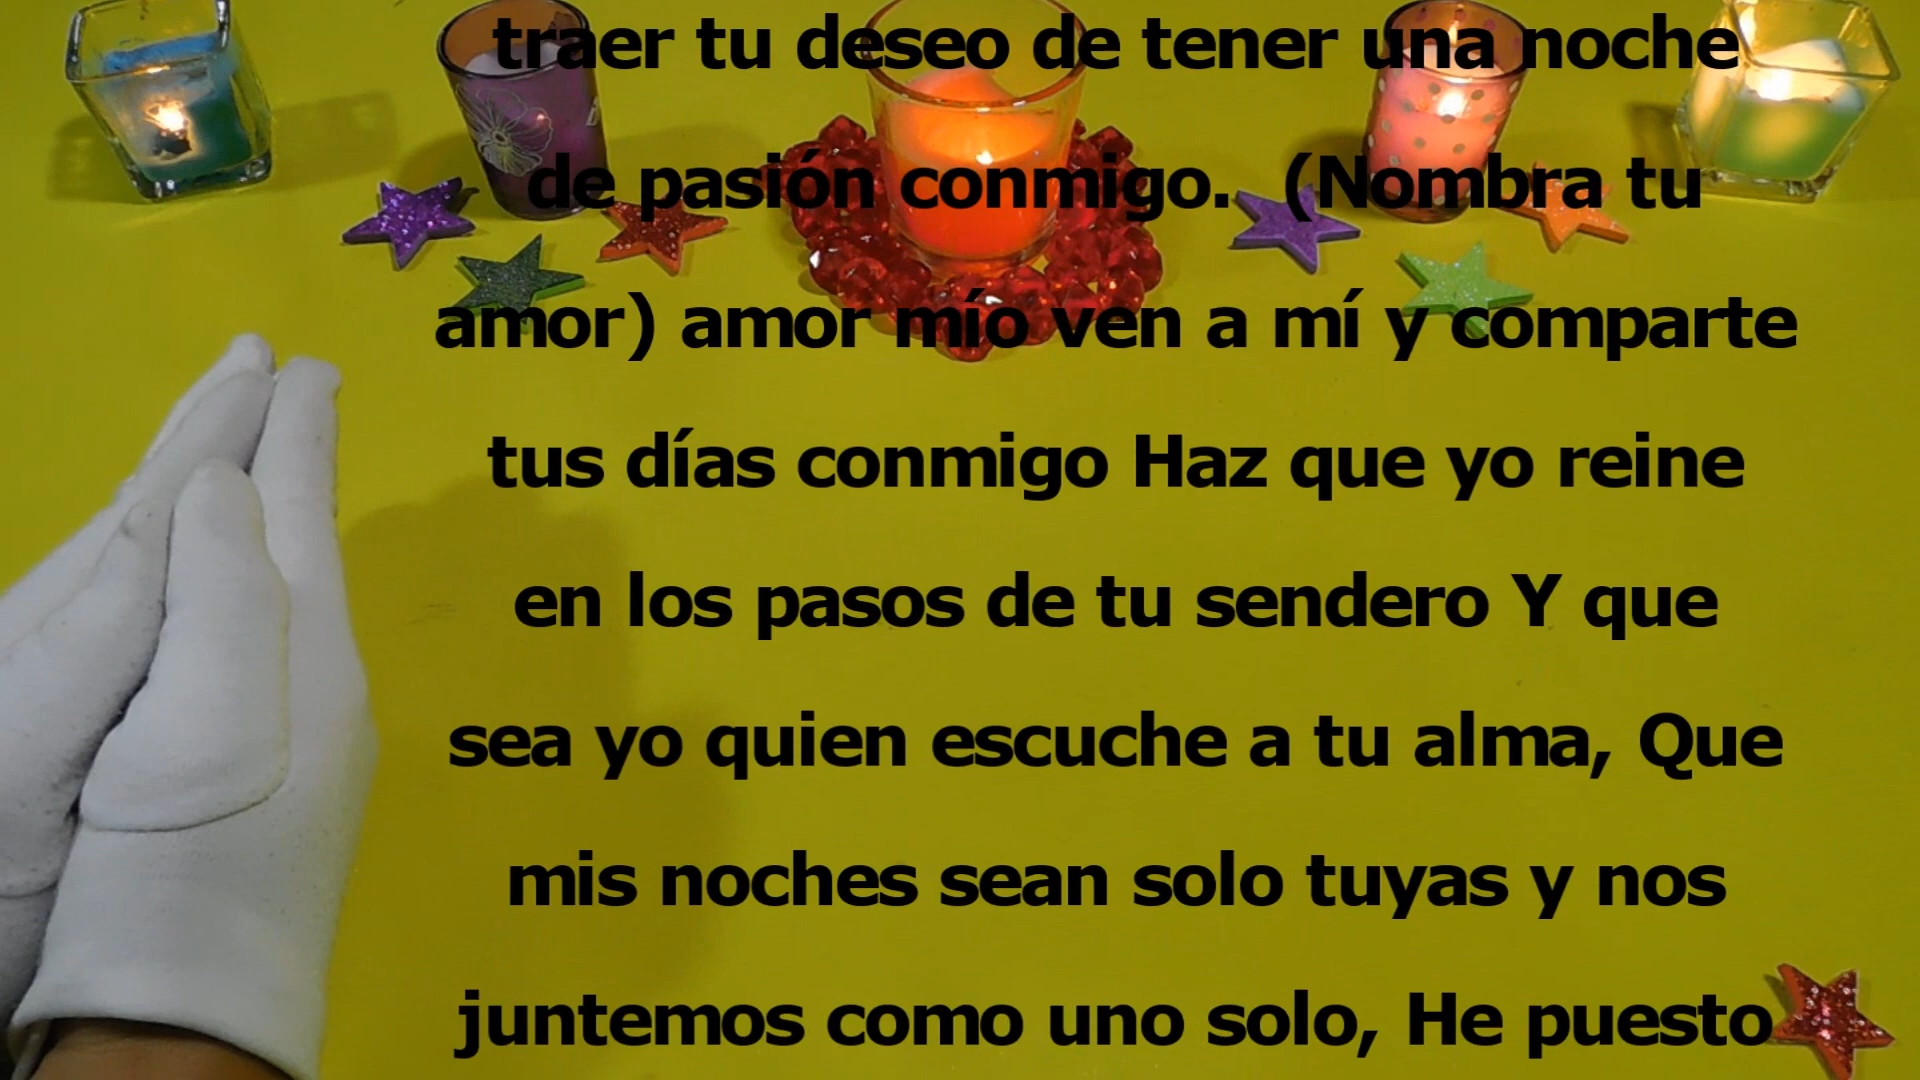 traer tu deseo de tener una noche
de pasión conmigo. (Nombra tu
amor) amor mío ven a mí y comparte
tus días conmigo Haz que yo reine
en los pasos de tu sendero Y que
sea yo quien escuche a tu alma, Que
mis noches sean solo tuyas y nos
juntemos como uno solo, He puesto